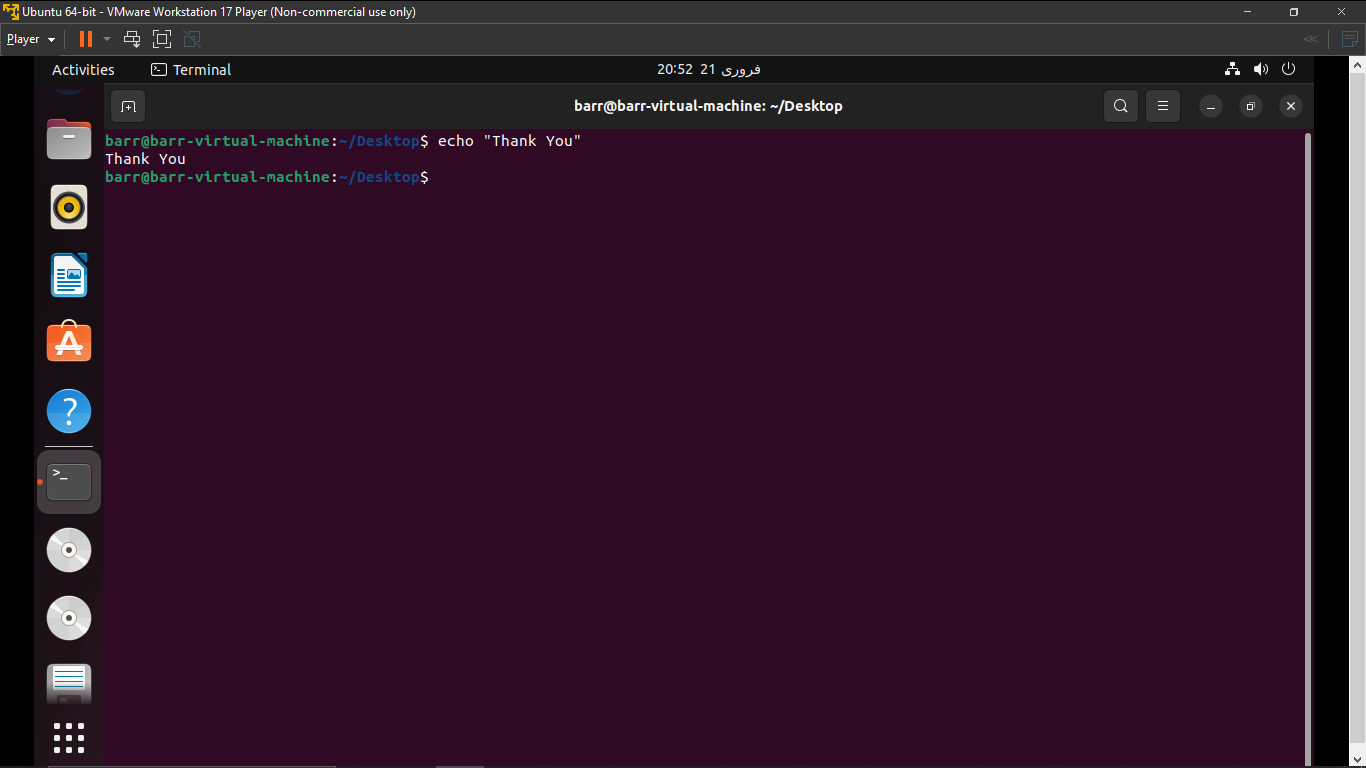 Ubuntu 64-bit - VMware Workstation 17 Player (Non-commercial use only)
Player
Activities
Terminal
20:52 21 فروری
barr@barr-virtual-machine: ~/Desktop
barr@barr-virtual-machine:~/Desktop$ echo "Thank You"
Thank You
barr@barr-virtual-machine:~/Desktop$